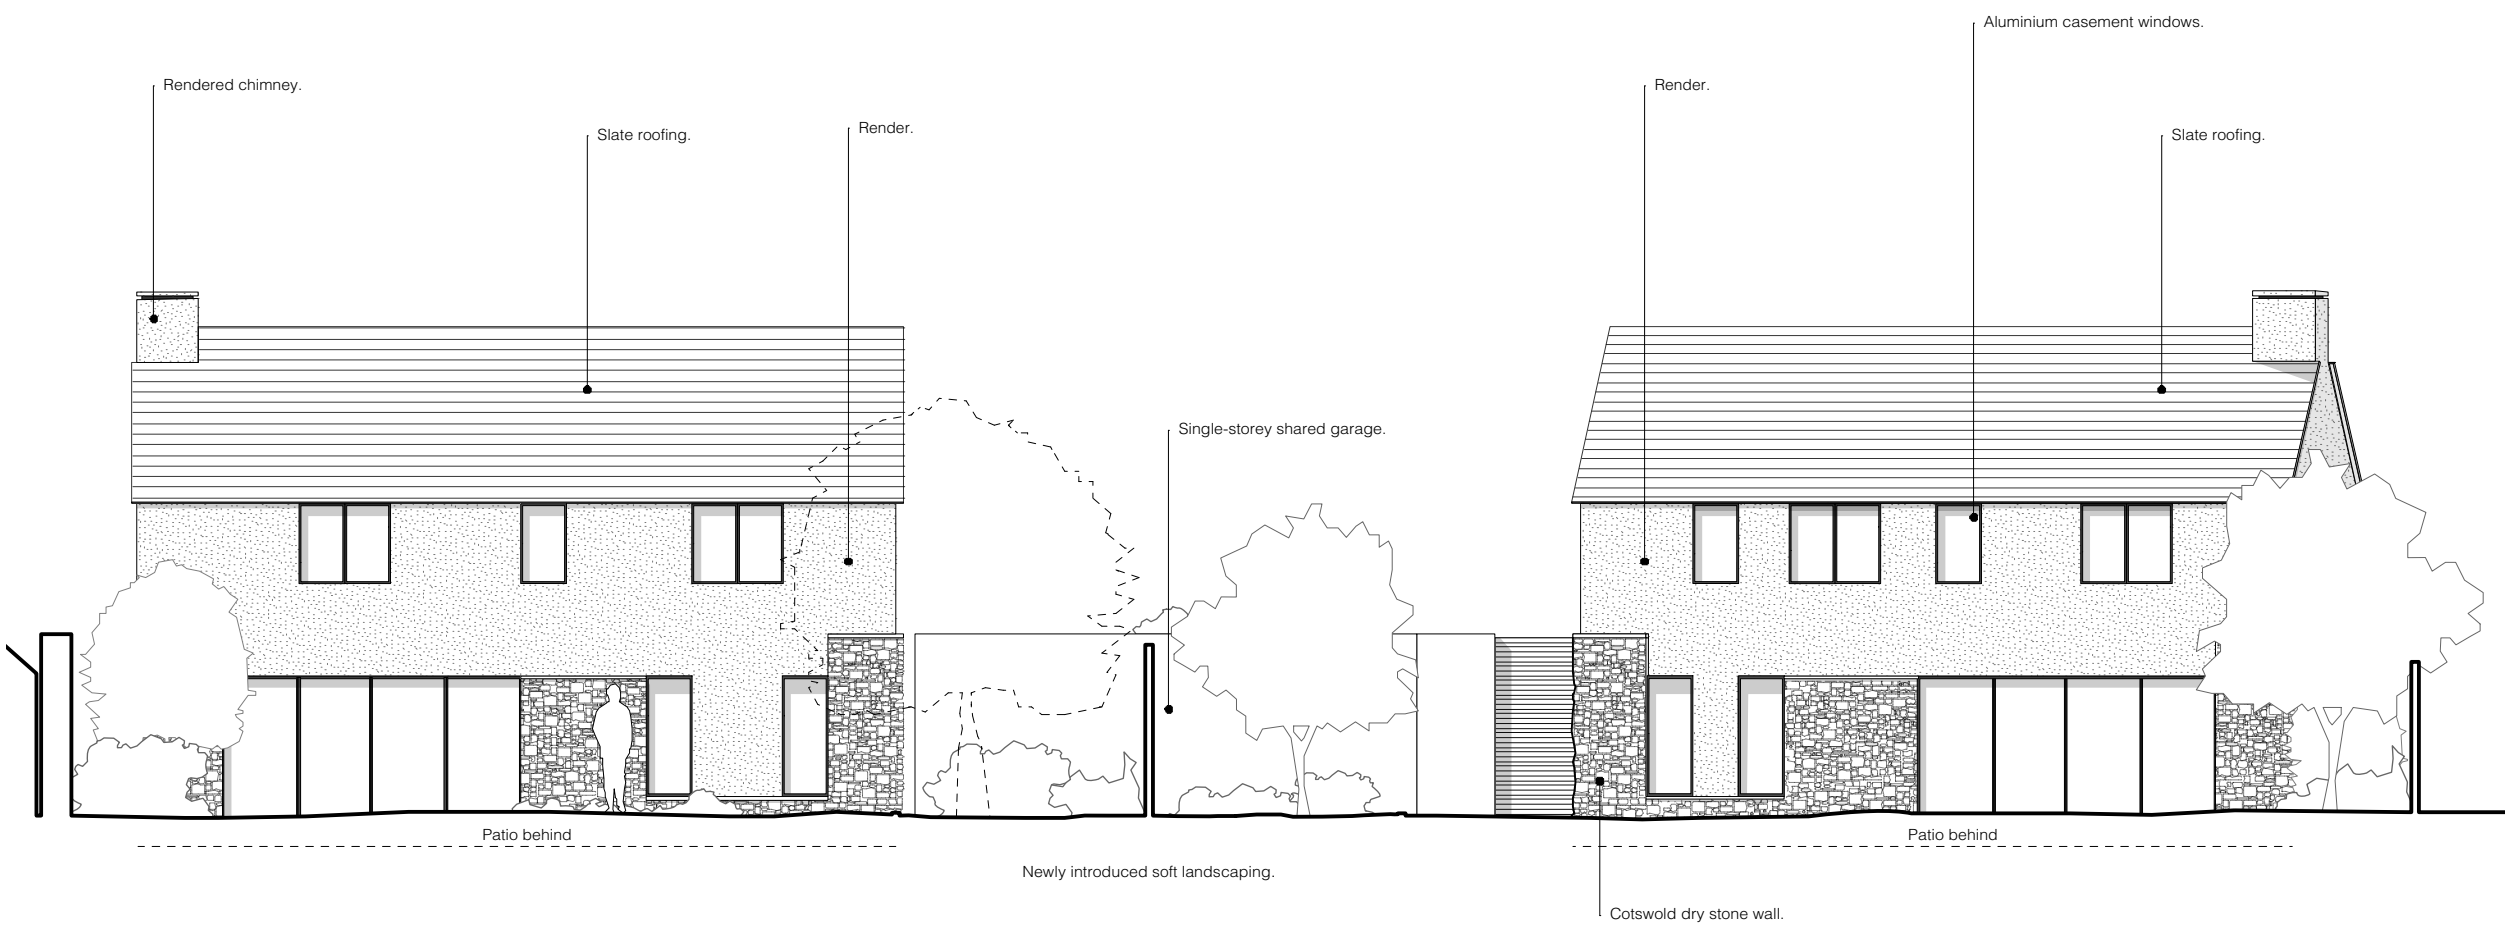 Aluminium casement windows.
Rendered chimney.
Render.
Render.
Slate roofing.
Slate roofing.
Single-storey shared garage.
Patio behind
Patio behind
Newly introduced soft landscaping.
Cotswold dry stone wall.